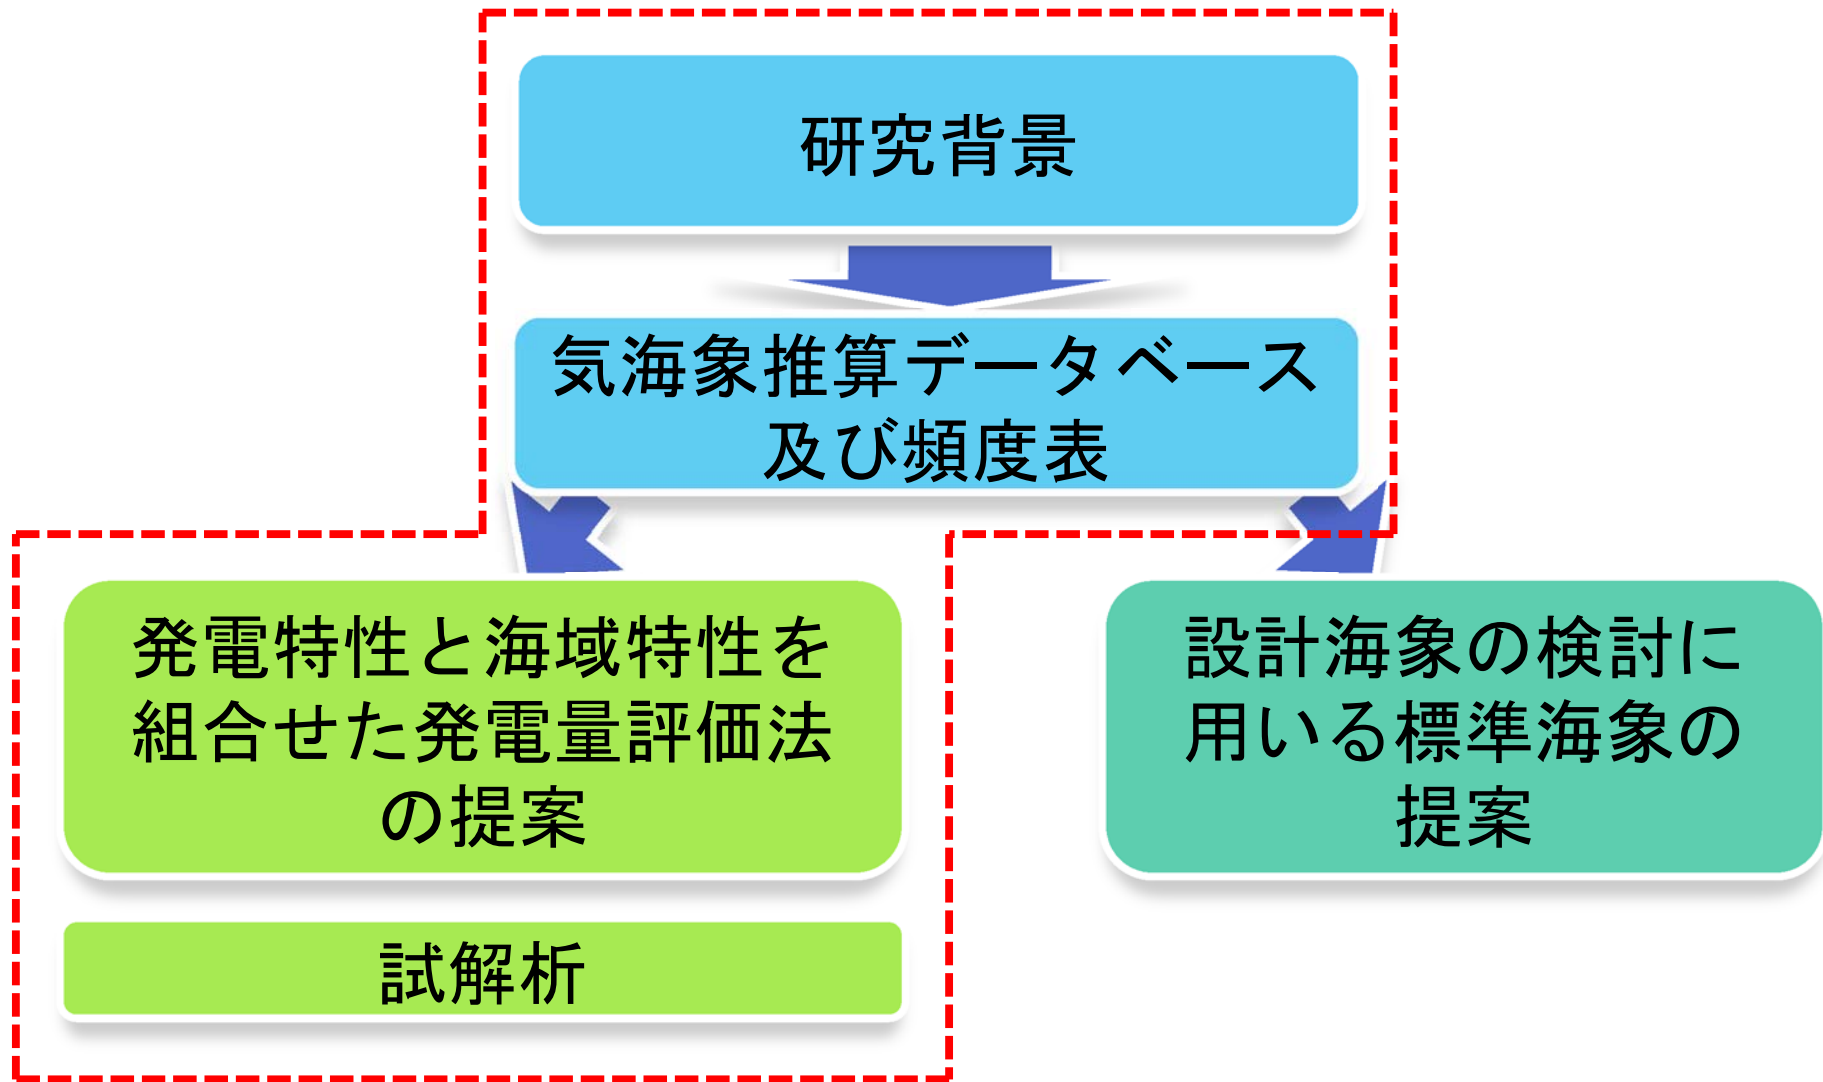 研究背景
気海象推算データベース
及び頻度表
発電特性と海域特性を
組合せた発電量評価法
の提案
試解析
設計海象の検討に
用いる標準海象の
提案